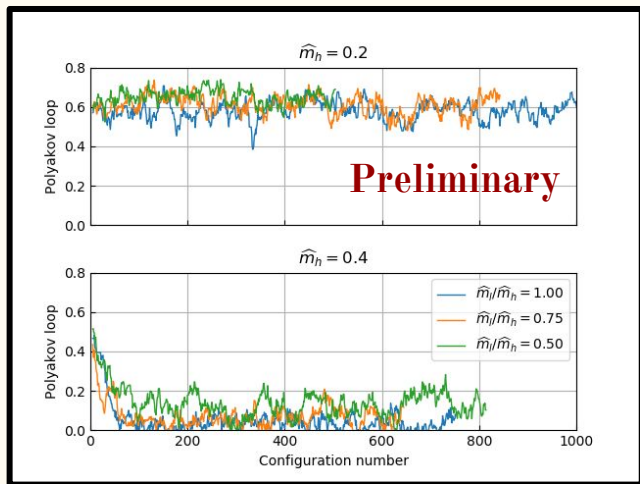 m̂_h = 0.2
Polyakov loop
0.8
0.6
0.4
0.2
0.0
Preliminary
m̂_h = 0.4
Polyakov loop
0.8
0.6
0.4
0.2
0.0
m̂_l/m̂_h = 1.00
m̂_l/m̂_h = 0.75
m̂_l/m̂_h = 0.50
0 200 400 600 800 1000
Configuration number